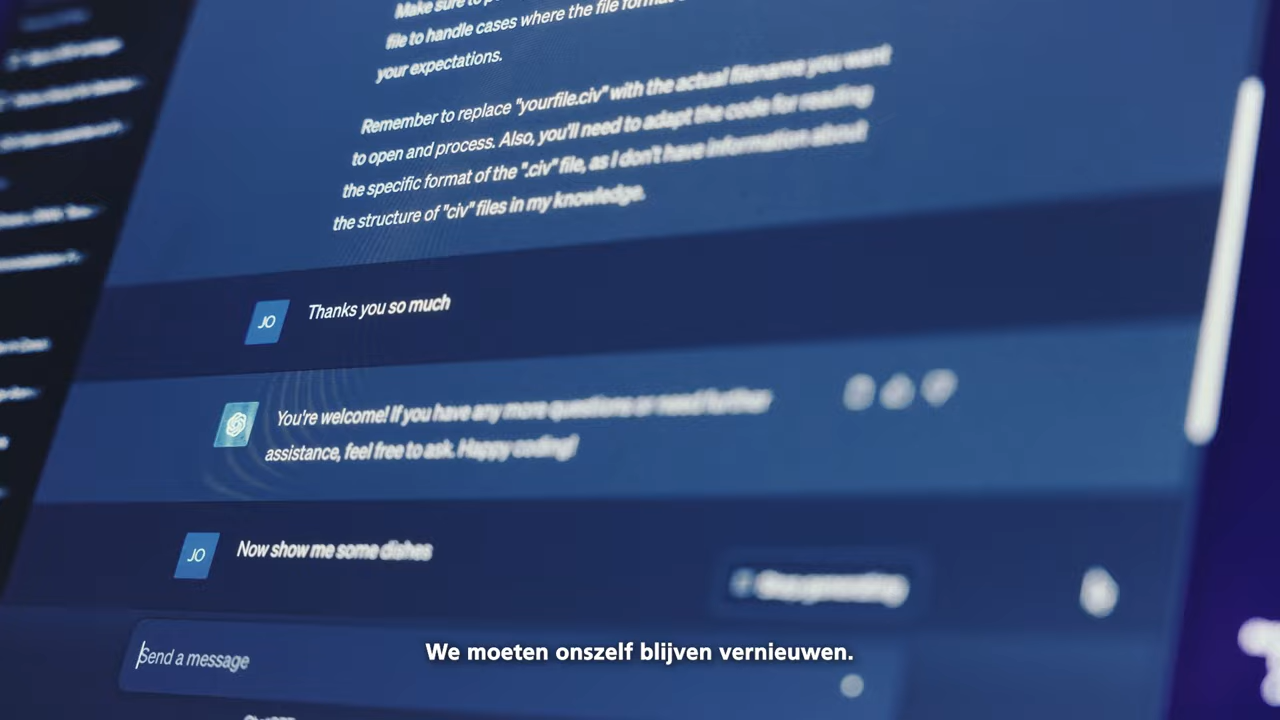 Make sure to
file to handle cases where the file format
your expectations.
Remember to replace "yourfile.civ" with the actual filename you want
to open and process. Also, you'll need to adapt the code for reading
the specific format of the ".civ" file, as I don't have information about
the structure of "civ" files in my knowledge.
JO
Thanks you so much
You're welcome! If you have any more questions or need further
assistance, feel free to ask. Happy coding!
JO
Now show me some dishes
Send a message
We moeten onszelf blijven vernieuwen.